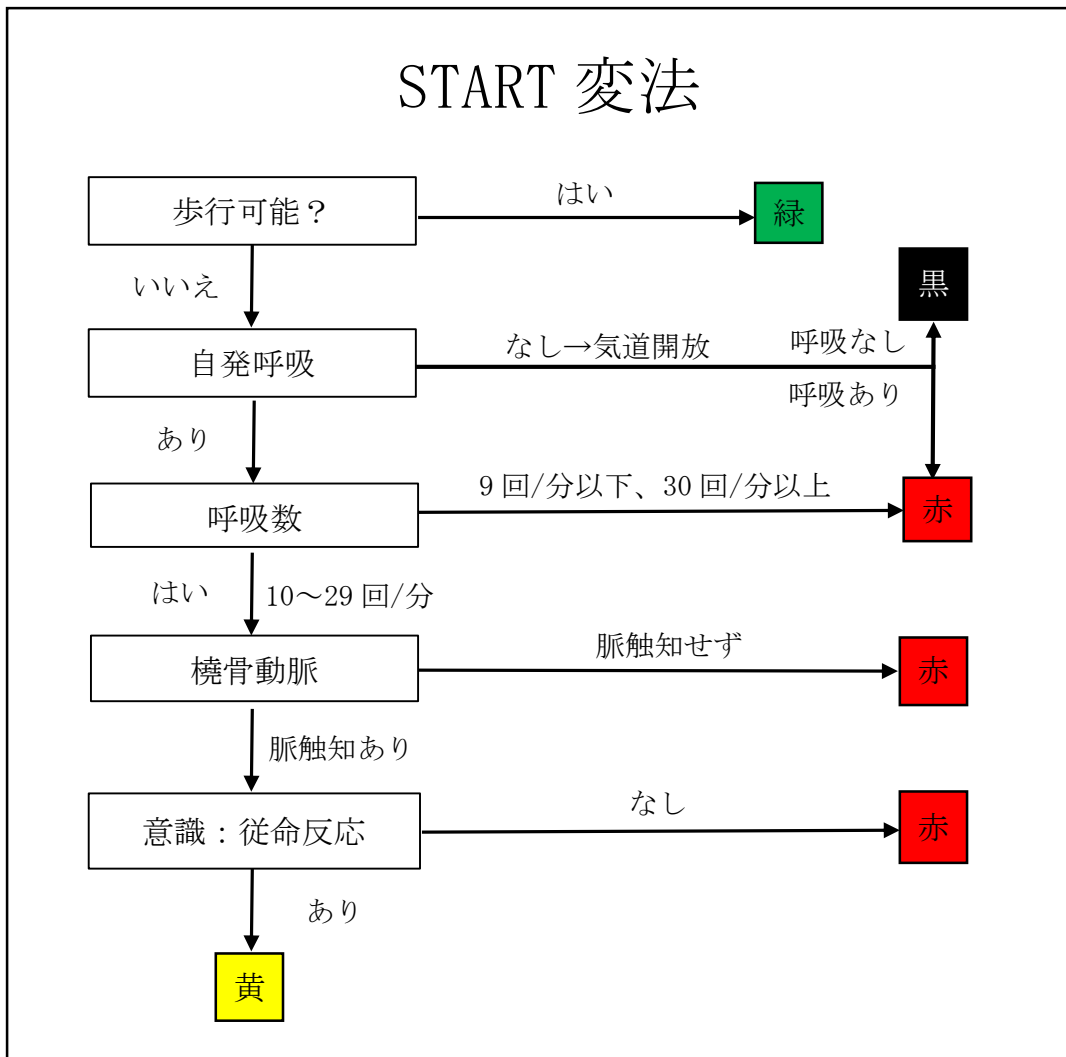 START 変法
歩行可能？
はい
緑
いいえ
黒
自発呼吸
なし→気道開放
呼吸なし
呼吸あり
あり
呼吸数
9 回/分以下、30 回/分以上
赤
はい
10～29 回/分
橈骨動脈
脈触知せず
赤
脈触知あり
意識：従命反応
なし
赤
あり
黄